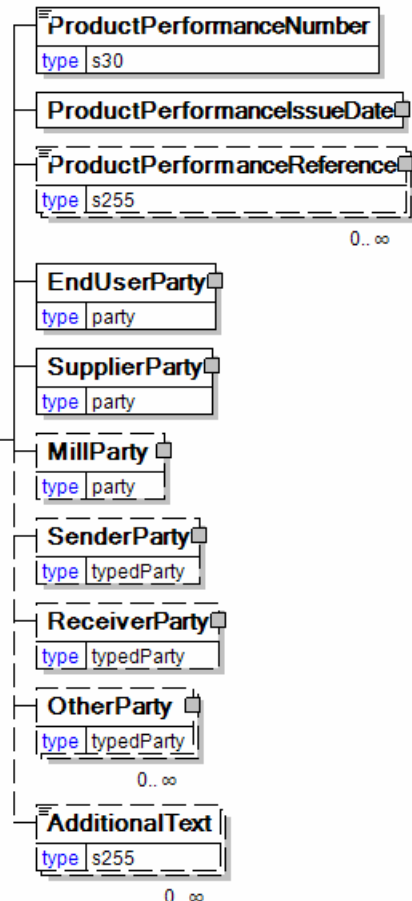 ProductPerformanceNumber
type s30
ProductPerformanceIssueDate
ProductPerformanceReference
type s255
0.. ∞
EndUserParty
type party
SupplierParty
type party
MillParty
type party
SenderParty
type typedParty
ReceiverParty
type typedParty
OtherParty
type typedParty
0.. ∞
AdditionalText
type s255
0.. ∞